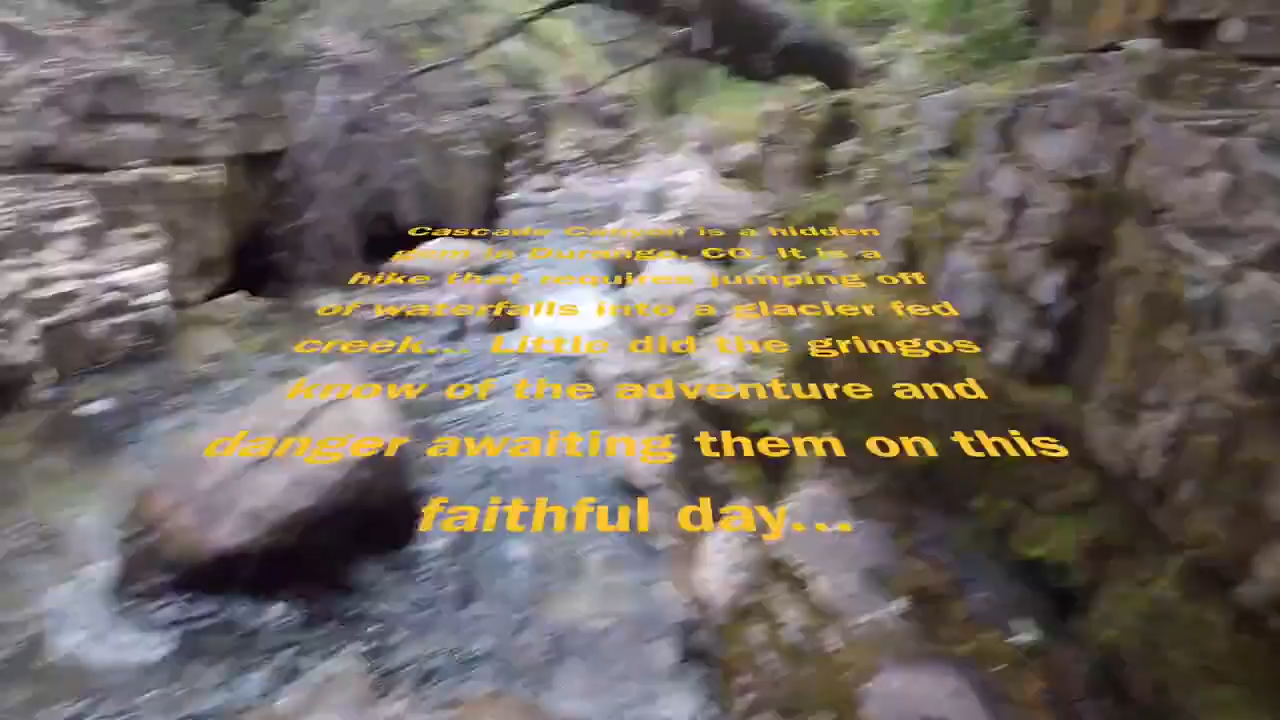 Cascade Canyon is a hidden
gem in Durango, CO. It is a
hike that requires jumping off
of waterfalls into a glacier fed
creek... Little did the gringos
know of the adventure and
danger awaiting them on this
faithful day...